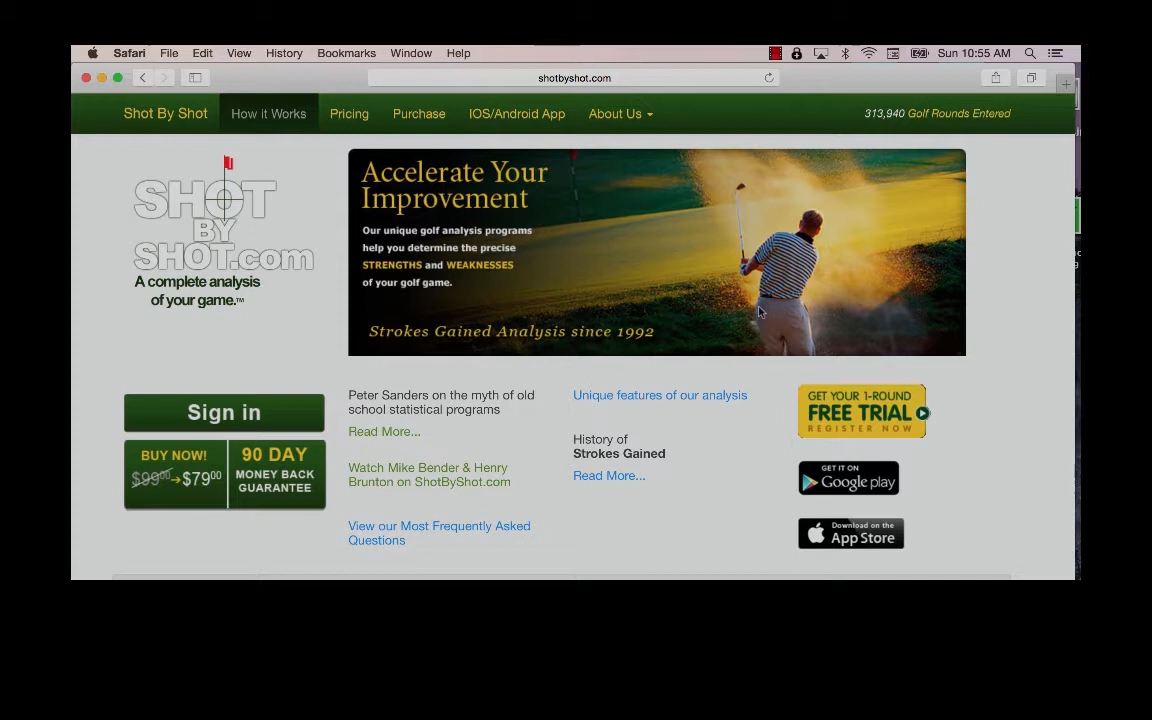 Safari File Edit View History Bookmarks Window Help Sun 10:55 AM
shotbyshot.com
Shot By Shot How it Works Pricing Purchase IOS/Android App About Us 313,940 Golf Rounds Entered
SHOT
BY
SHOT.com
A complete analysis
of your game.™
Accelerate Your
Improvement
Our unique golf analysis programs
help you determine the precise
STRENGTHS and WEAKNESSES
of your golf game.
Strokes Gained Analysis since 1992
Sign in
BUY NOW!
$99⁰⁰ $79⁰⁰
90 DAY
MONEY BACK
GUARANTEE
Peter Sanders on the myth of old
school statistical programs
Read More...
Watch Mike Bender & Henry
Brunton on ShotByShot.com
View our Most Frequently Asked
Questions
Unique features of our analysis
History of
Strokes Gained
Read More...
GET YOUR 1-ROUND
FREE TRIAL
REGISTER NOW
GET IT ON
Google play
Download on the
App Store